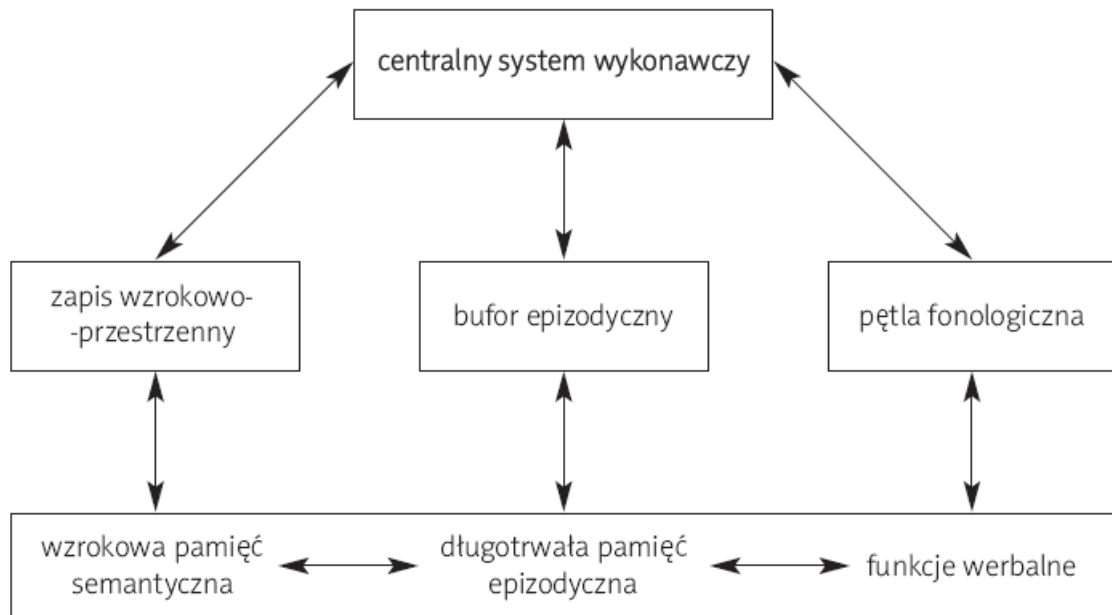 centralny system wykonawczy
zapis wzrokowo-
-przestrzenny
bufor epizodyczny
pętla fonologiczna
wzrokowa pamięć
semantyczna
długotrwała pamięć
epizodyczna
funkcje werbalne